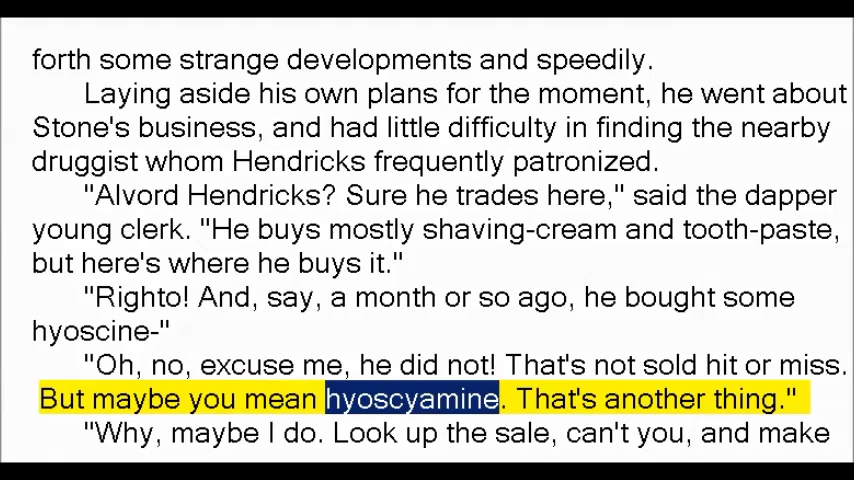 forth some strange developments and speedily.
Laying aside his own plans for the moment, he went about
Stone's business, and had little difficulty in finding the nearby
druggist whom Hendricks frequently patronized.
"Alvord Hendricks? Sure he trades here," said the dapper
young clerk. "He buys mostly shaving-cream and tooth-paste,
but here's where he buys it."
"Righto! And, say, a month or so ago, he bought some
hyoscine-"
"Oh, no, excuse me, he did not! That's not sold hit or miss.
But maybe you mean hyoscyamine. That's another thing."
"Why, maybe I do. Look up the sale, can't you, and make